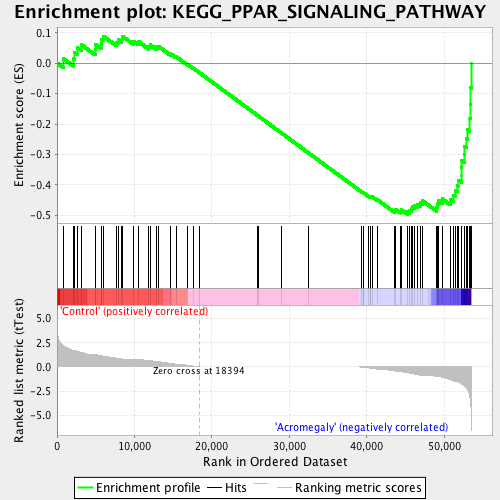 Enrichment plot: KEGG_PPAR_SIGNALING_PATHWAY
Enrichment score (ES)
0.1
0.0
-0.1
-0.2
-0.3
-0.4
-0.5
'Control' (positively correlated)
Ranked list metric (tTest)
5.0
2.5
0.0
-2.5
-5.0
Zero cross at 18394
'Acromegaly' (negatively correlated)
0
10,000
20,000
30,000
40,000
50,000
Rank in Ordered Dataset
Enrichment profile
Hits
Ranking metric scores